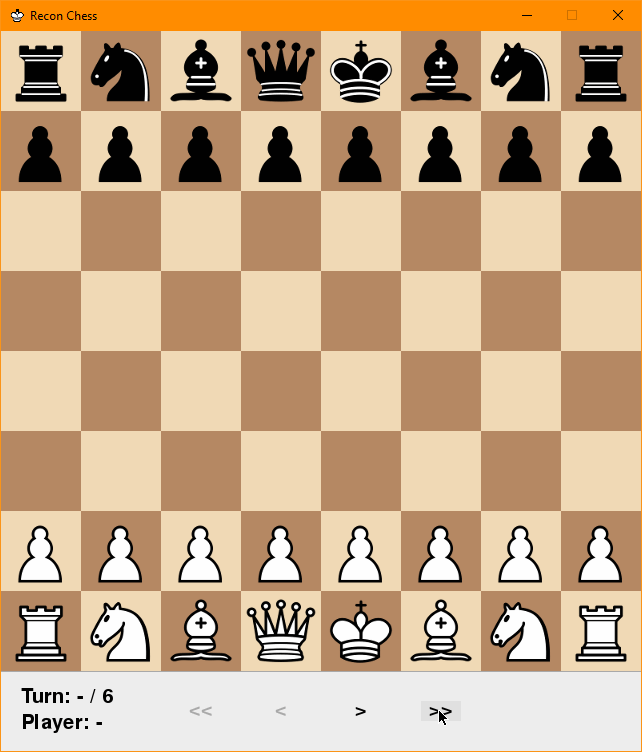 Recon Chess
Turn: - / 6
Player: -
<< < > >>